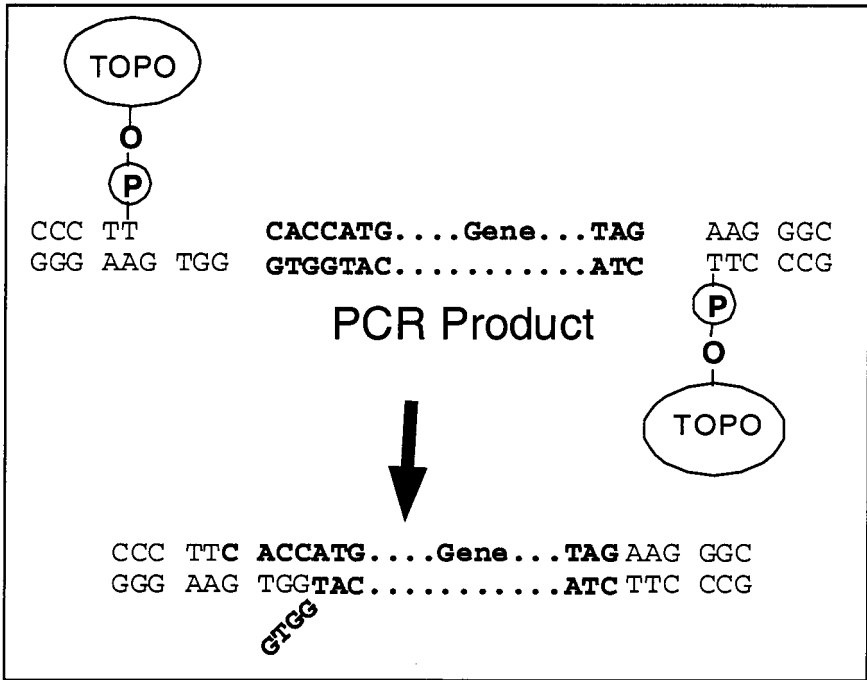 TOPO
O
P
CCC TT CACCATG....Gene...TAG AAG GGC
GGG AAG TGG GTGGTAC...........ATC TTC CCG
PCR Product
P
O
TOPO
CCC TTC ACCATG....Gene...TAG AAG GGC
GGG AAG TGGTAC...........ATC TTC CCG
GTGG